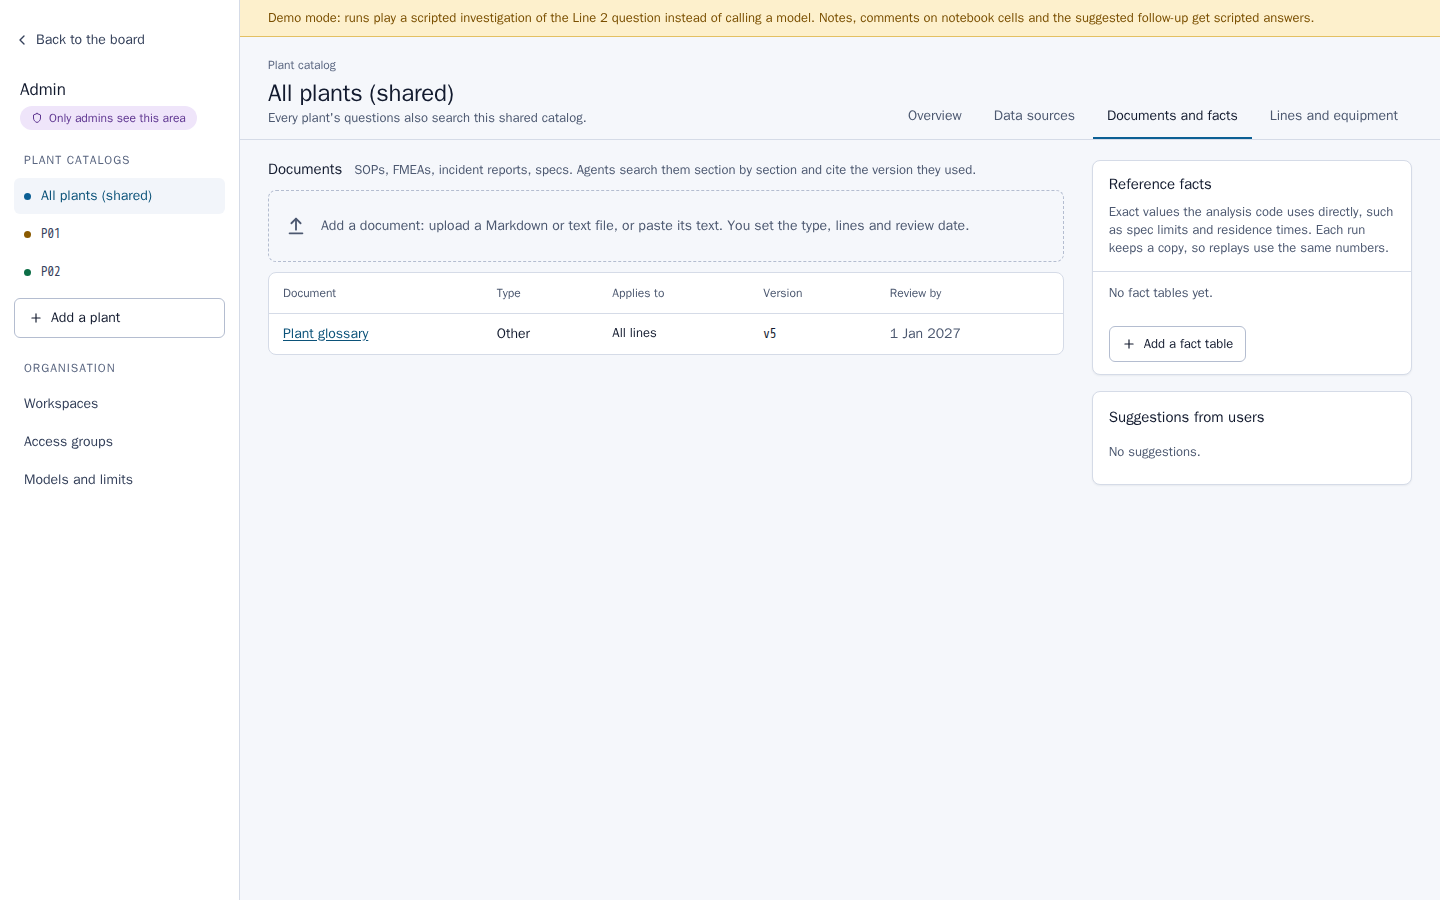 Demo mode: runs play a scripted investigation of the Line 2 question instead of calling a model. Notes, comments on notebook cells and the suggested follow-up get scripted answers.
Back to the board
Admin
Only admins see this area
PLANT CATALOGS
All plants (shared)
P01
P02
Add a plant
ORGANISATION
Workspaces
Access groups
Models and limits
Plant catalog
All plants (shared)
Every plant's questions also search this shared catalog.
Overview
Data sources
Documents and facts
Lines and equipment
Documents SOPs, FMEAs, incident reports, specs. Agents search them section by section and cite the version they used.
Add a document: upload a Markdown or text file, or paste its text. You set the type, lines and review date.
Document Type Applies to Version Review by
Plant glossary Other All lines v5 1 Jan 2027
Reference facts
Exact values the analysis code uses directly, such
as spec limits and residence times. Each run
keeps a copy, so replays use the same numbers.
No fact tables yet.
Add a fact table
Suggestions from users
No suggestions.